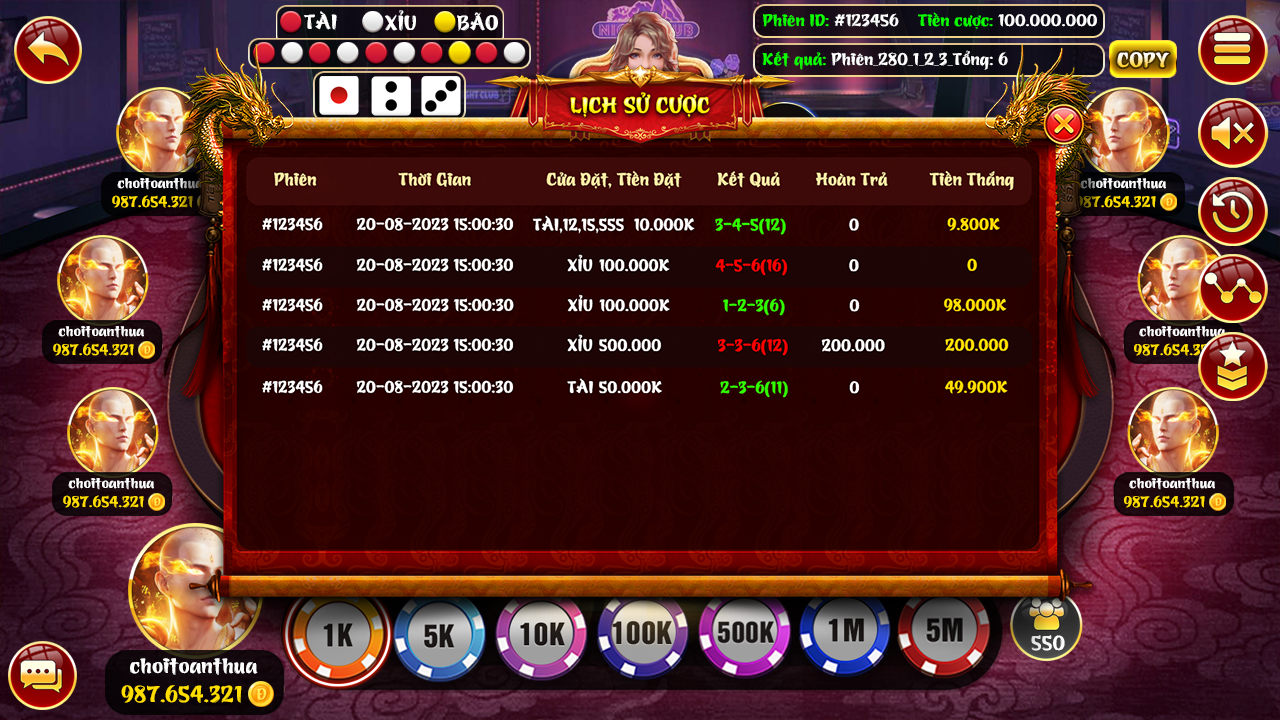 TÀI XỈU BÃO
Phiên ID: #123456 Tiền cược: 100.000.000
Kết quả: Phiên_280_1_2_3_Tổng: 6
COPY
LỊCH SỬ CƯỢC
Phiên Thời Gian Cửa Đặt, Tiền Đặt Kết Quả Hoàn Trả Tiền Thắng
#123456 20-08-2023 15:00:30 TÀI,12,15,555 10.000K 3-4-5(12) 0 9.800K
#123456 20-08-2023 15:00:30 XỈU 100.000K 4-5-6(16) 0 0
#123456 20-08-2023 15:00:30 XỈU 100.000K 1-2-3(6) 0 98.000K
#123456 20-08-2023 15:00:30 XỈU 500.000 3-3-6(12) 200.000 200.000
#123456 20-08-2023 15:00:30 TÀI 50.000K 2-3-6(11) 0 49.900K
choitoanthua
987.654.321
choitoanthua
987.654.321
choitoanthua
987.654.321
choitoanthua
987.654.321
choitoanthua
987.654.321
choitoanthua
987.654.3
choitoanthua
987.654.321
1K 5K 10K 100K 500K 1M 5M
550